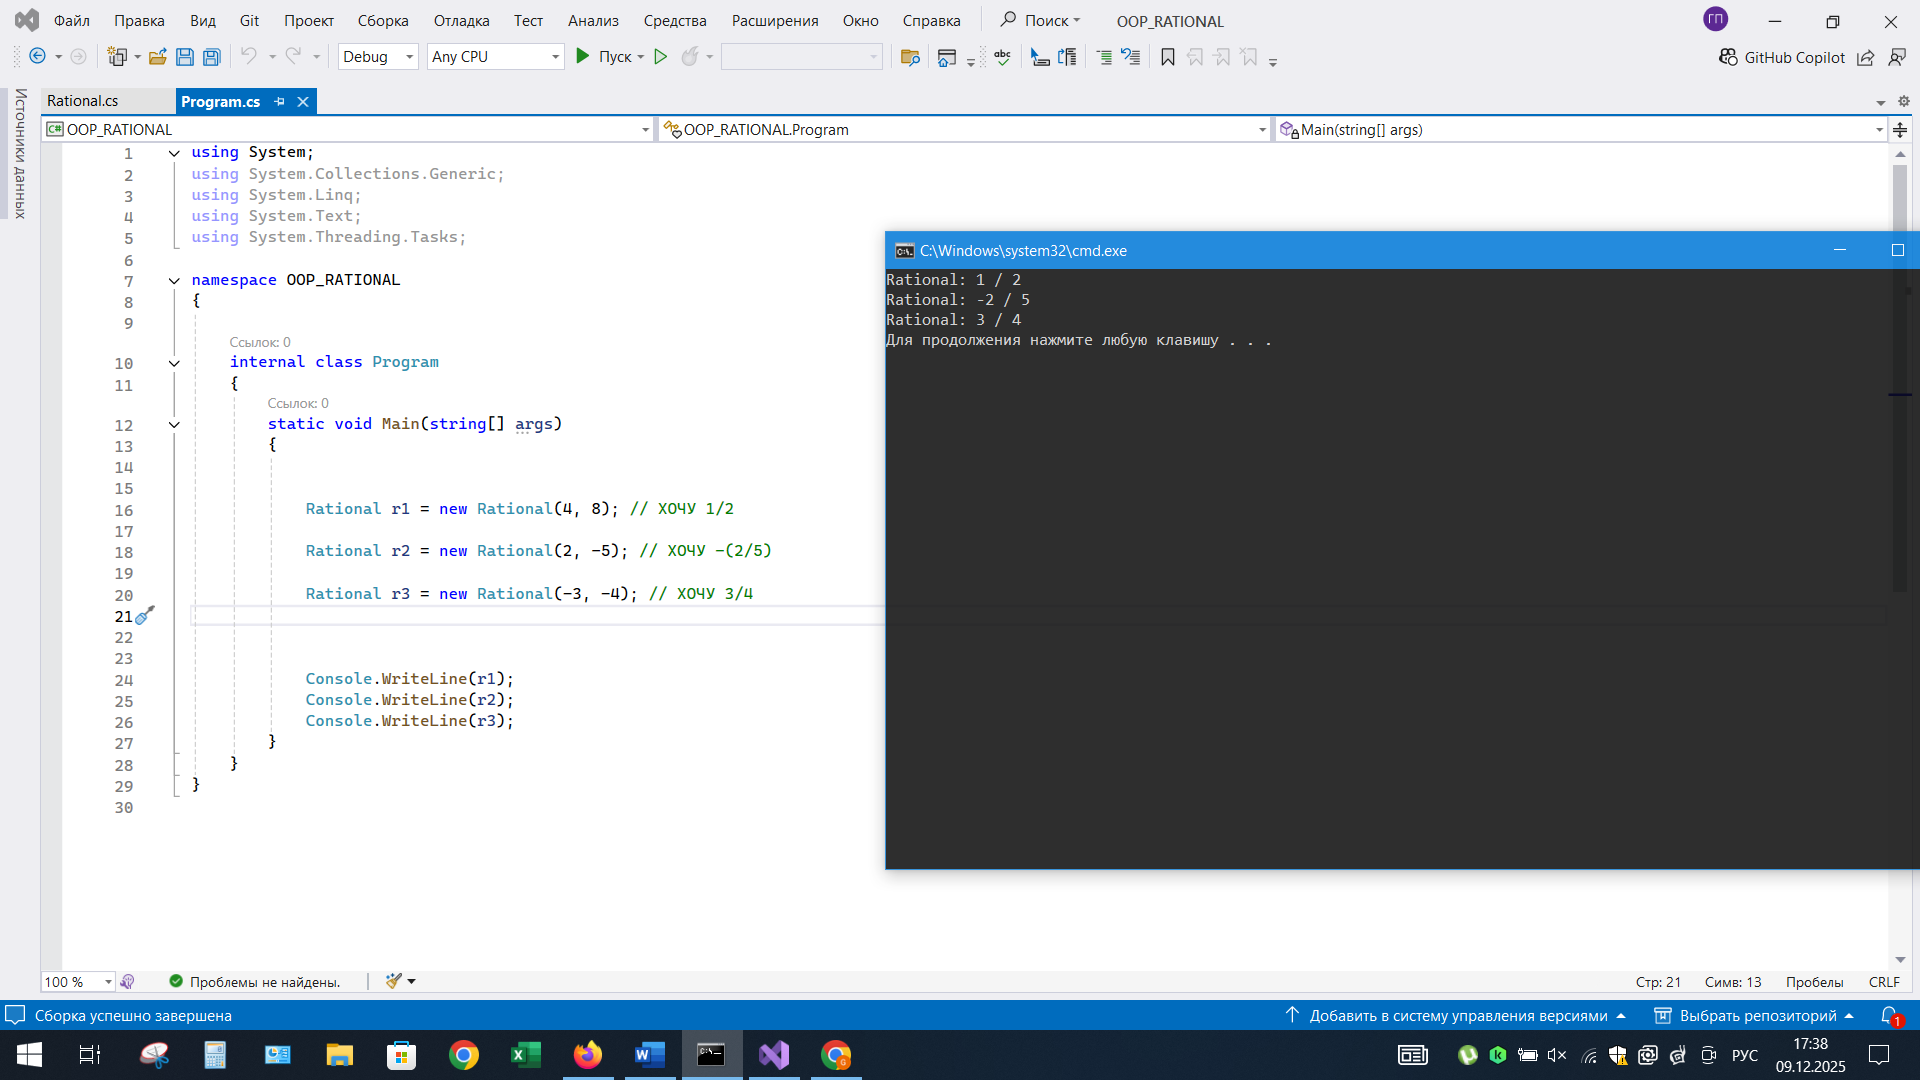 Файл Правка Вид Git Проект Сборка Отладка Тест Анализ Средства Расширения Окно Справка Поиск OOP_RATIONAL ГП
Debug Any CPU Пуск abc GitHub Copilot
Источники данных
Rational.cs Program.cs
C# OOP_RATIONAL OOP_RATIONAL.Program Main(string[] args)
1 using System;
2 using System.Collections.Generic;
3 using System.Linq;
4 using System.Text;
5 using System.Threading.Tasks;
6
7 namespace OOP_RATIONAL
8 {
9
Ссылок: 0
10 internal class Program
11 {
Ссылок: 0
12 static void Main(string[] args)
13 {
14
15
16 Rational r1 = new Rational(4, 8); // ХОЧУ 1/2
17
18 Rational r2 = new Rational(2, -5); // ХОЧУ -(2/5)
19
20 Rational r3 = new Rational(-3, -4); // ХОЧУ 3/4
21
22
23
24 Console.WriteLine(r1);
25 Console.WriteLine(r2);
26 Console.WriteLine(r3);
27 }
28 }
29 }
30
C:\Windows\system32\cmd.exe
Rational: 1 / 2
Rational: -2 / 5
Rational: 3 / 4
Для продолжения нажмите любую клавишу . . .
100 % Проблемы не найдены. Стр: 21 Симв: 13 Пробелы CRLF
Сборка успешно завершена Добавить в систему управления версиями Выбрать репозиторий 1
РУС 17:38
09.12.2025